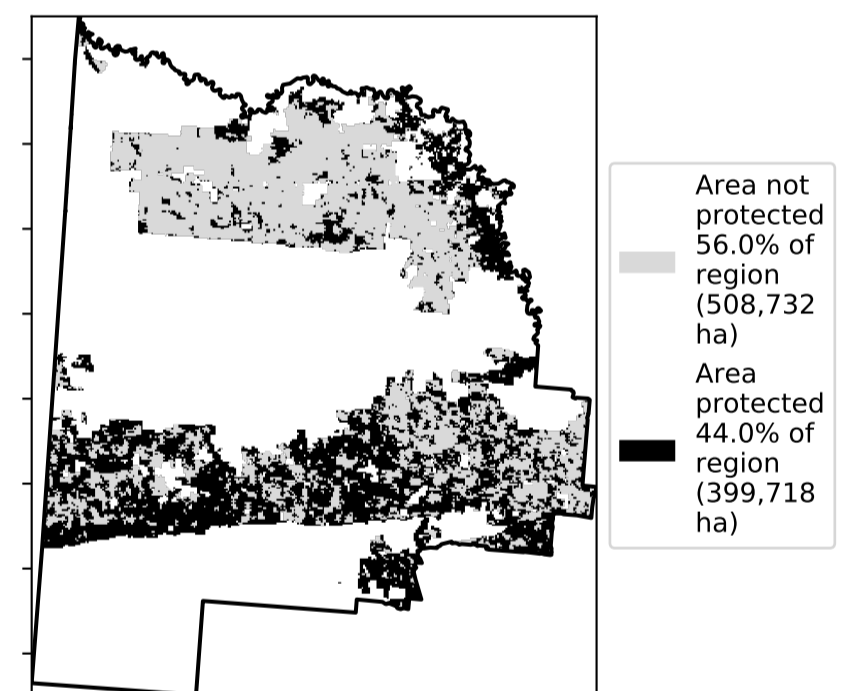 Area not
protected
56.0% of
region
(508,732
ha)
Area
protected
44.0% of
region
(399,718
ha)